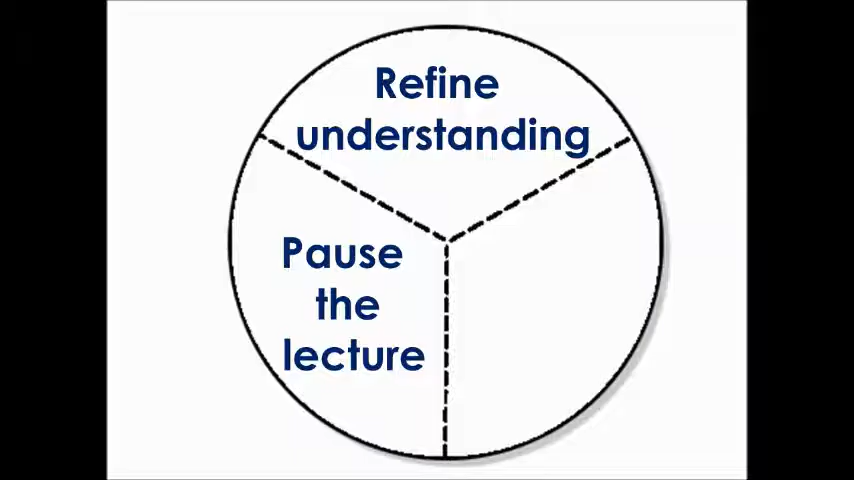 Refine
understanding
Pause
the
lecture